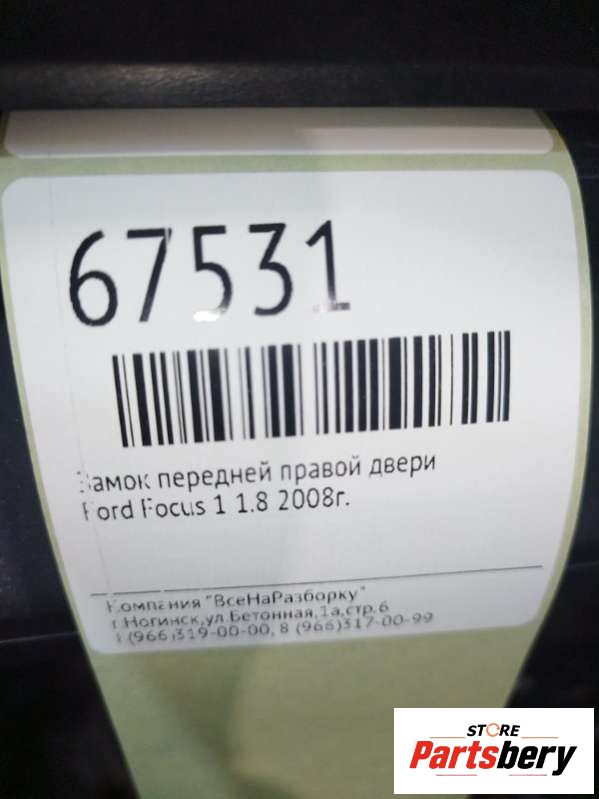 67531
Замок передней правой двери
Ford Focus 1 1.8 2008г.
Компания "ВсеНаРазборку"
г.Ногинск,ул.Бетонная,1а,стр.6
8 (966)319-00-00, 8 (966)317-00-99
STORE
Partsbery